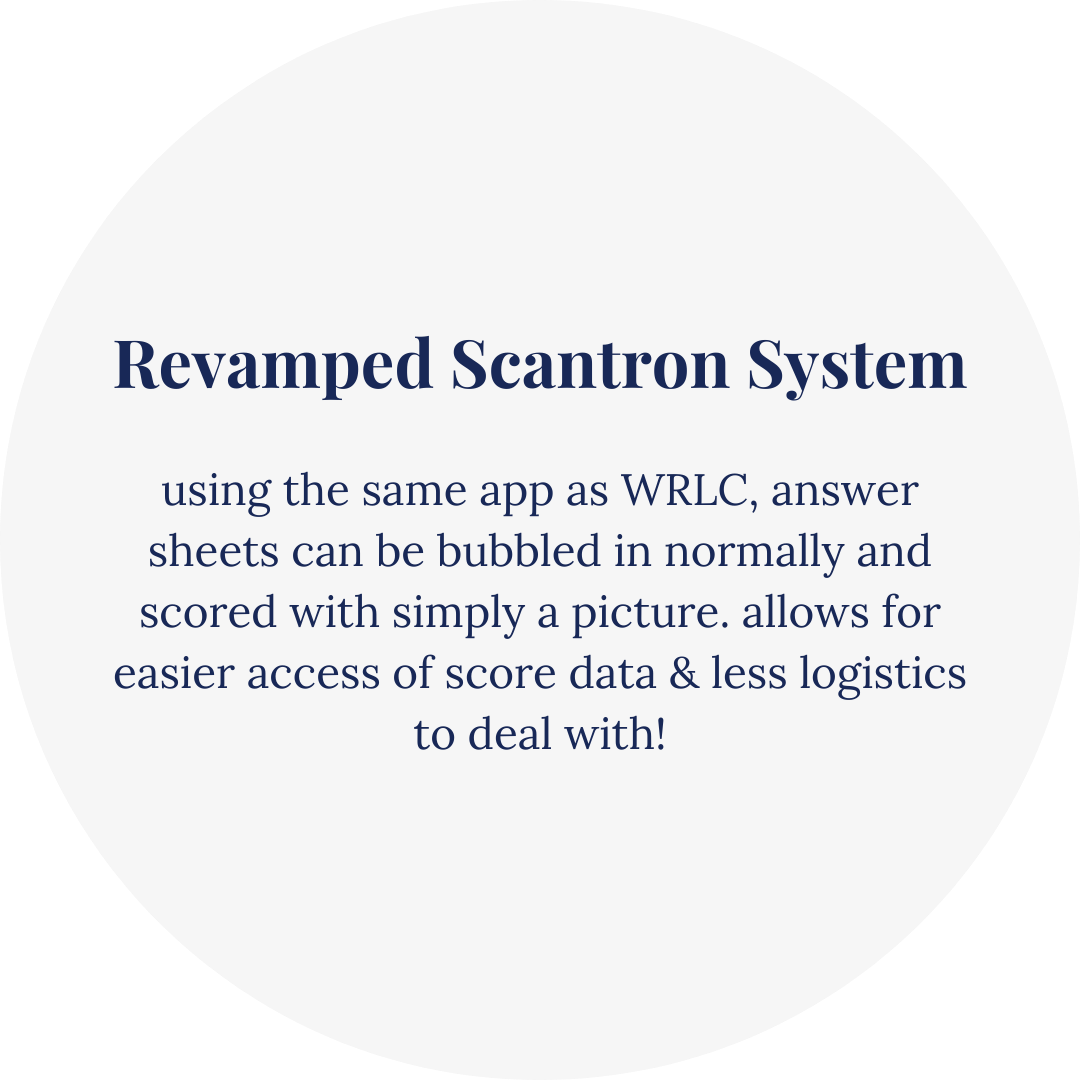 Revamped Scantron System
using the same app as WRLC, answer
sheets can be bubbled in normally and
scored with simply a picture. allows for
easier access of score data & less logistics
to deal with!